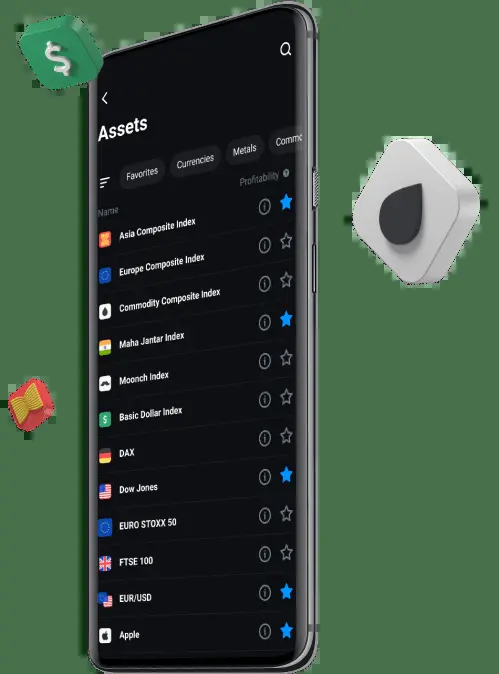 Assets
Favorites Currencies Metals Commo
Profitability
Name
Asia Composite Index
Europe Composite Index
Commodity Composite Index
Maha Jantar Index
Moonch Index
Basic Dollar Index
DAX
Dow Jones
EURO STOXX 50
FTSE 100
EUR/USD
Apple